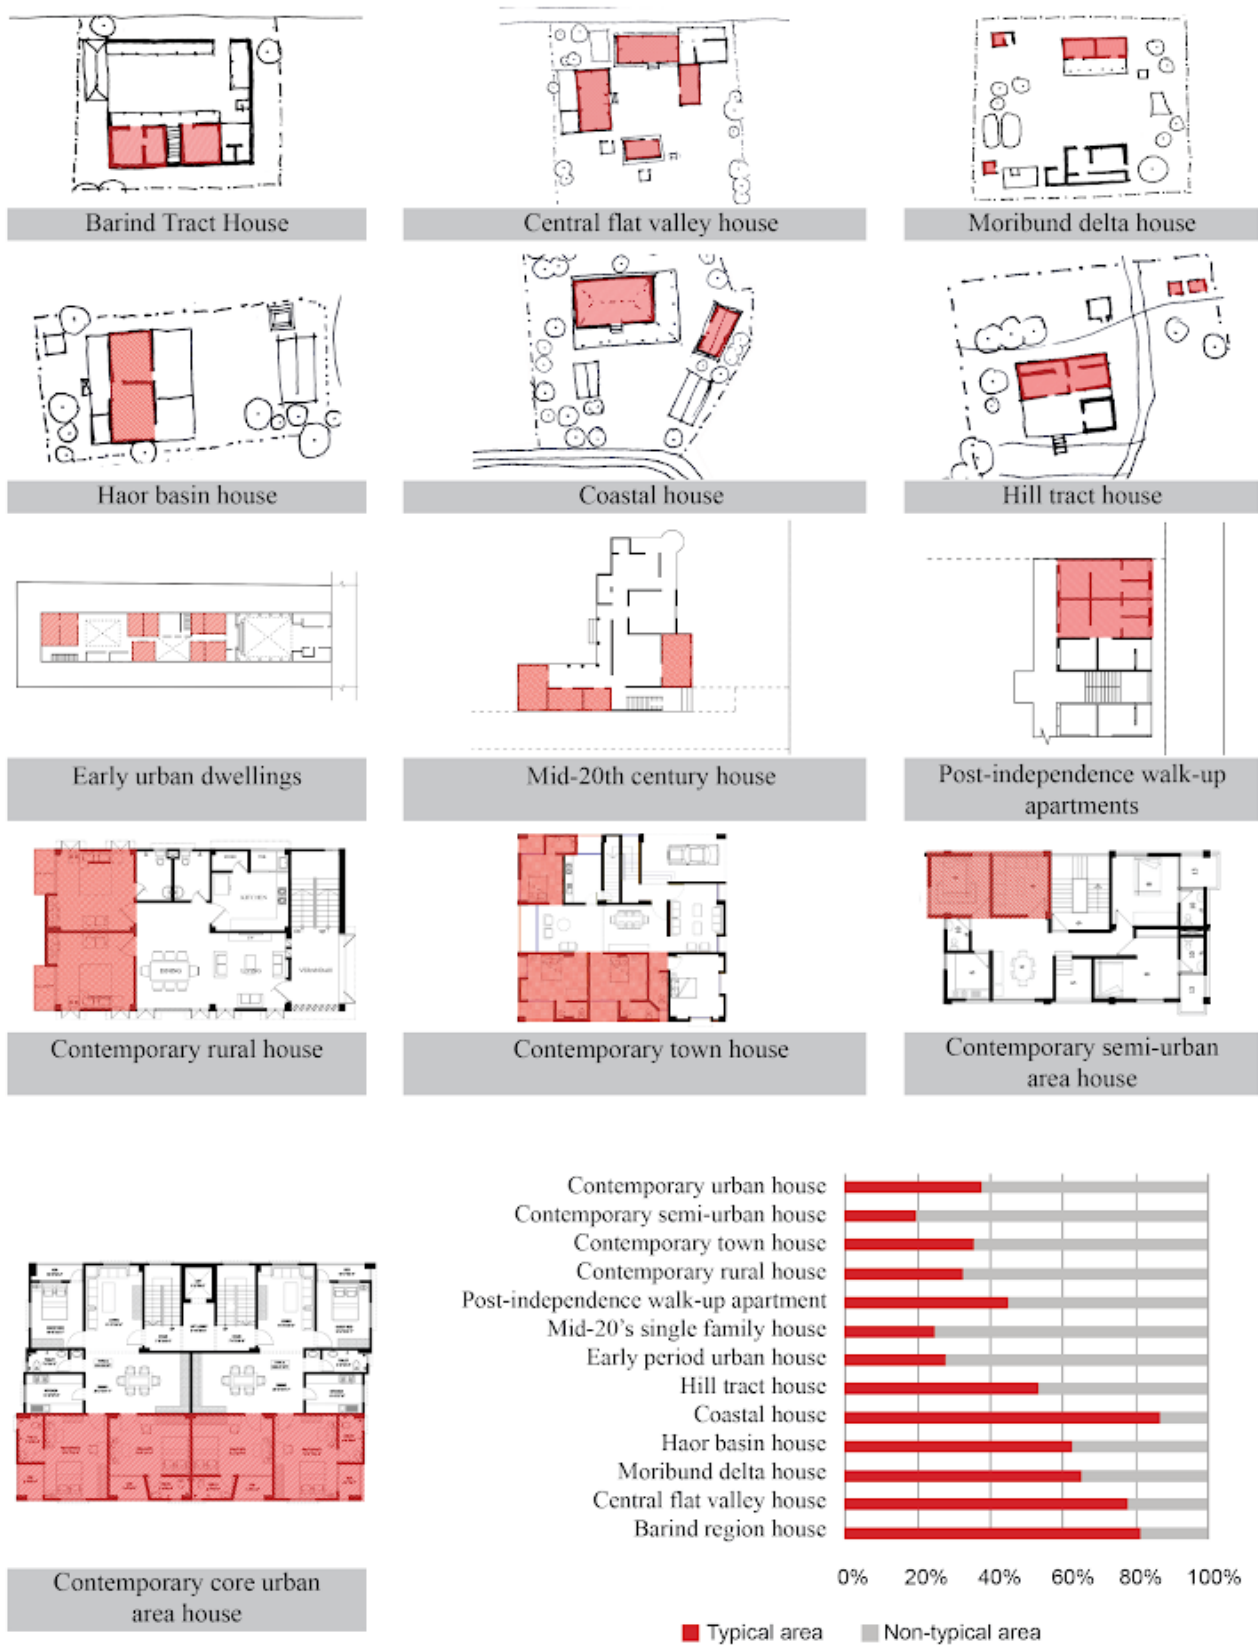 Barind Tract House
Central flat valley house
Moribund delta house
Haor basin house
Coastal house
Hill tract house
Early urban dwellings
Mid-20th century house
Post-independence walk-up
apartments
KITCHEN
DINING
LIVING
VERANDAH
Contemporary rural house
Contemporary town house
Contemporary semi-urban
area house
Contemporary core urban
area house
Contemporary urban house
Contemporary semi-urban house
Contemporary town house
Contemporary rural house
Post-independence walk-up apartment
Mid-20's single family house
Early period urban house
Hill tract house
Coastal house
Haor basin house
Moribund delta house
Central flat valley house
Barind region house
0% 20% 40% 60% 80% 100%
Typical area Non-typical area